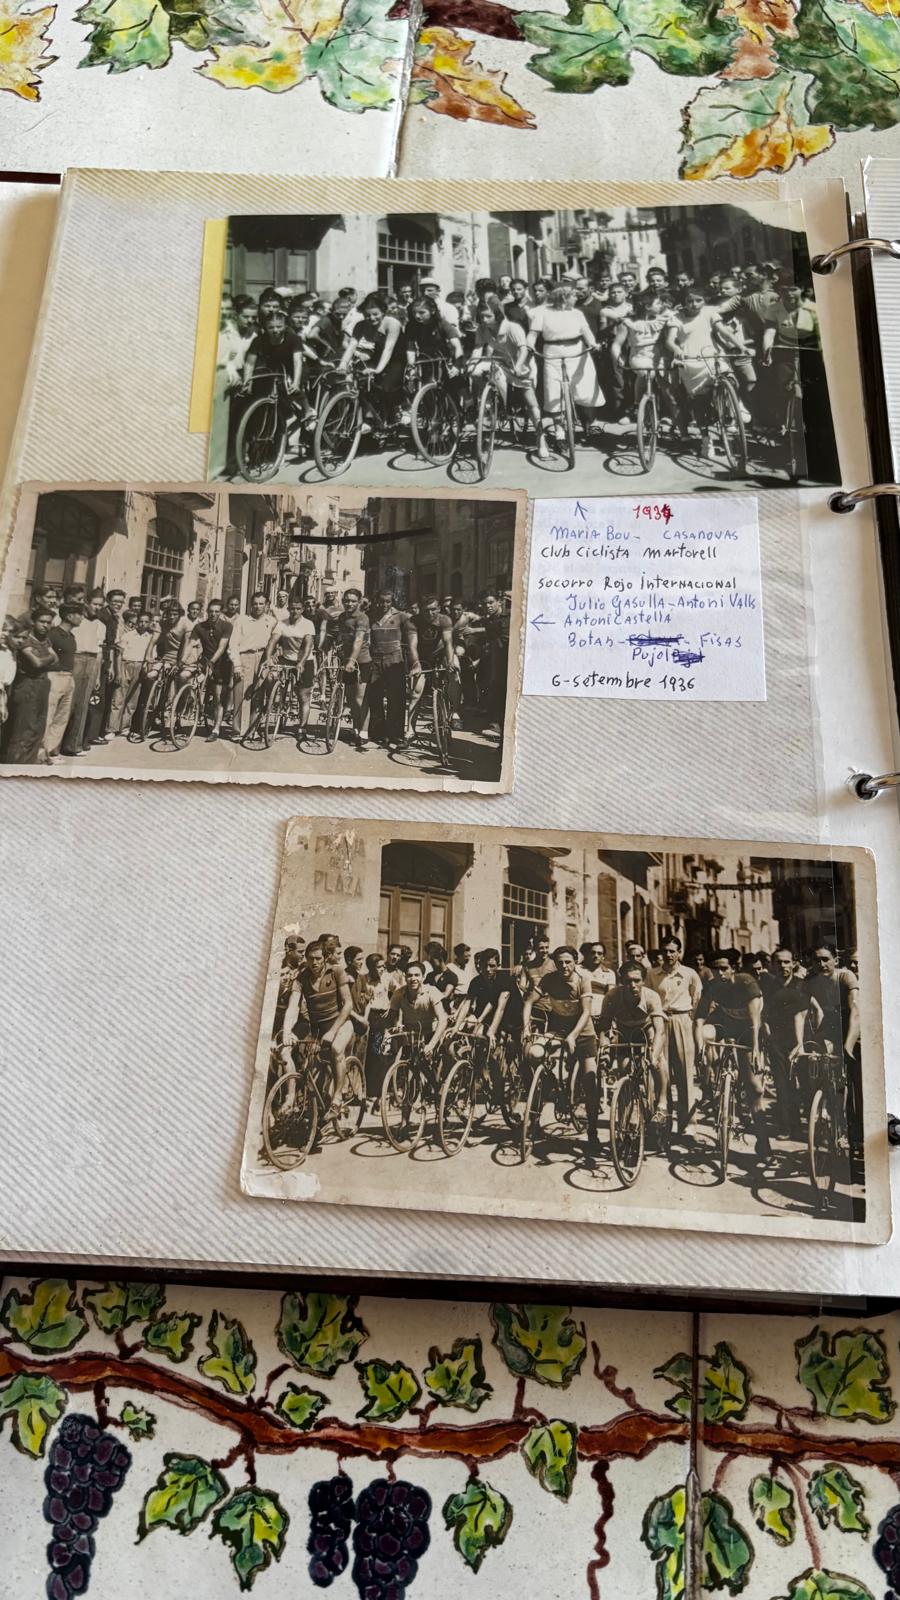 1936
Maria Bou - CASANOVAS
Club Ciclista Martorell
Socorro Rojo Internacional
Julio Gasulla - Antoni Valls
Antoni Castella
Botan - - Fisas
Pujol
6 - setembre 1936
PLAZA